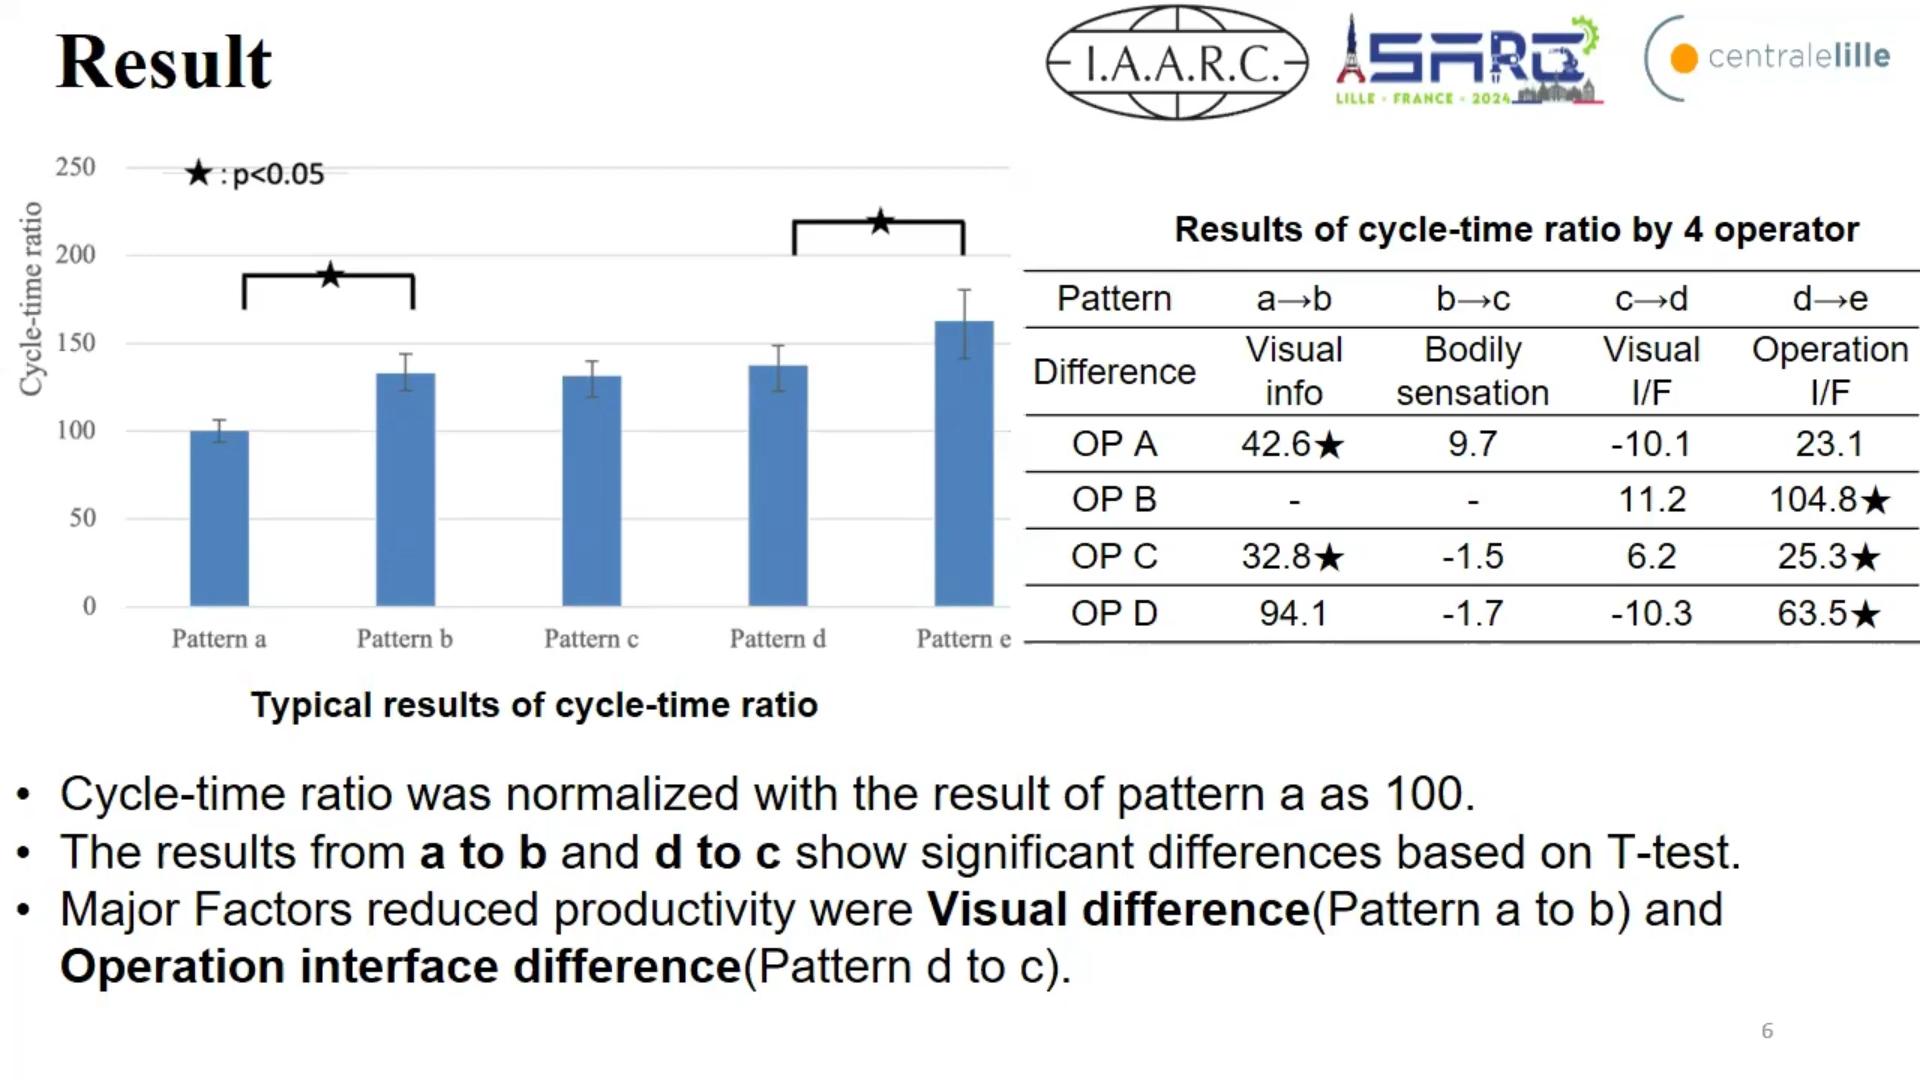 Result
I.A.A.R.C.
ISARC
LILLE - FRANCE - 2024
centralelille
250
200
150
100
50
0
Cycle-time ratio
★ : p<0.05
★
★
Pattern a
Pattern b
Pattern c
Pattern d
Pattern e
Typical results of cycle-time ratio
Results of cycle-time ratio by 4 operator
Pattern a→b b→c c→d d→e
Difference Visual info Bodily sensation Visual I/F Operation I/F
OP A 42.6★ 9.7 -10.1 23.1
OP B - - 11.2 104.8★
OP C 32.8★ -1.5 6.2 25.3★
OP D 94.1 -1.7 -10.3 63.5★
• Cycle-time ratio was normalized with the result of pattern a as 100.
• The results from a to b and d to c show significant differences based on T-test.
• Major Factors reduced productivity were Visual difference(Pattern a to b) and
Operation interface difference(Pattern d to c).
6